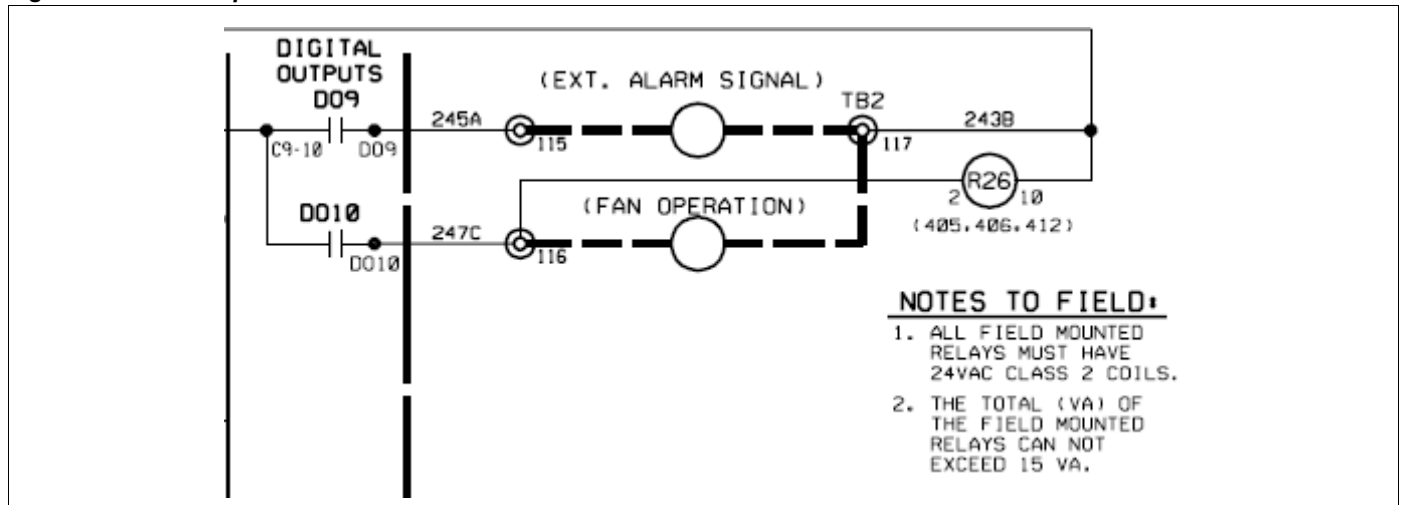 DIGITAL
OUTPUTS
DO9
(EXT. ALARM SIGNAL)
TB2
245A
243B
C9-10
DO9
115
117
R26
2
10
(405,406,412)
DO10
(FAN OPERATION)
247C
DO10
116
NOTES TO FIELD:
1. ALL FIELD MOUNTED
RELAYS MUST HAVE
24VAC CLASS 2 COILS.
2. THE TOTAL (VA) OF
THE FIELD MOUNTED
RELAYS CAN NOT
EXCEED 15 VA.